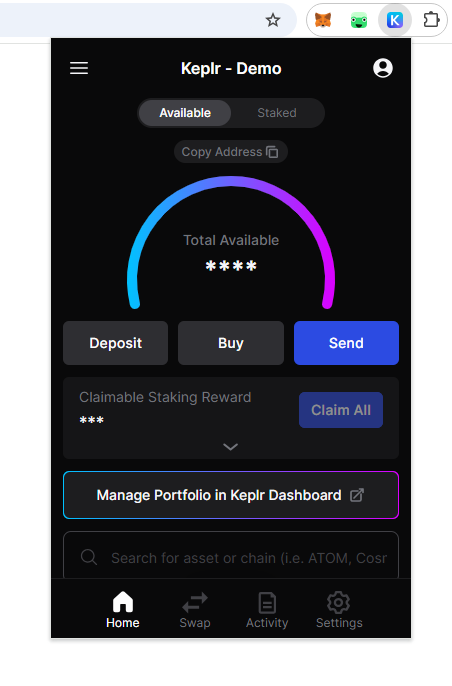 K
Keplr - Demo
Available Staked
Copy Address
Total Available
****
Deposit Buy Send
Claimable Staking Reward
***
Claim All
Manage Portfolio in Keplr Dashboard
Search for asset or chain (i.e. ATOM, Cosr
Home Swap Activity Settings